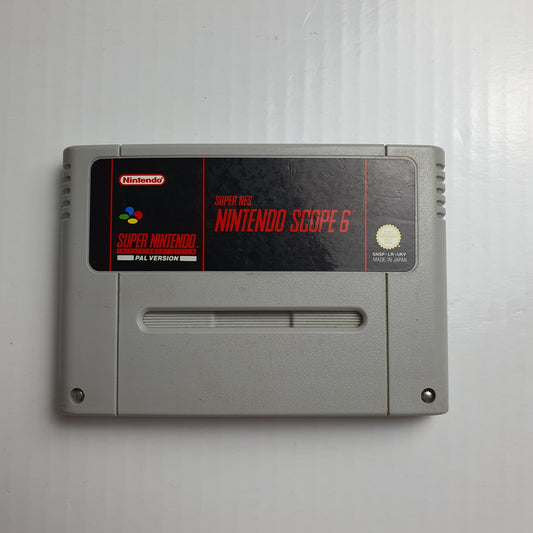 Nintendo
SUPER NINTENDO
PAL VERSION
SUPER NES
NINTENDO SCOPE 6
SNSP-LR-UKV
MADE IN JAPAN